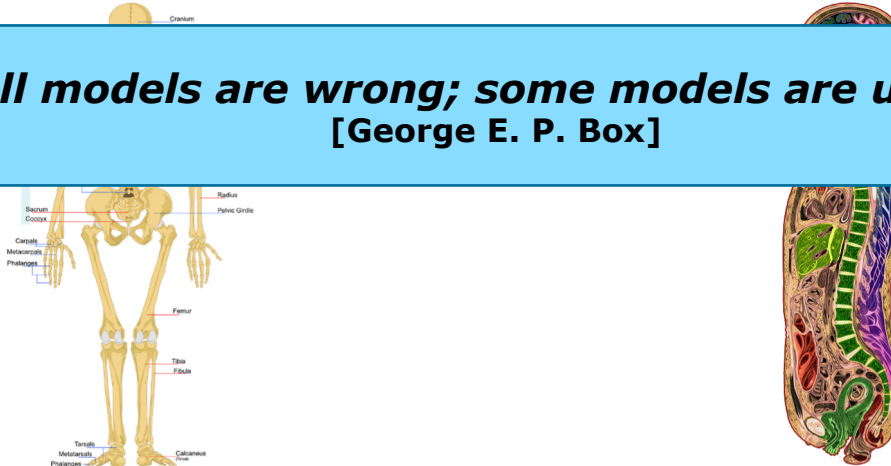 Cranium
ll models are wrong; some models are u
[George E. P. Box]
Radius
Sacrum
Pelvic Girdle
Coccyx
Carpals
Metacarpals
Phalanges
Femur
Tibia
Fibula
Tarsals
Metatarsals
Calcaneus
Phalanges